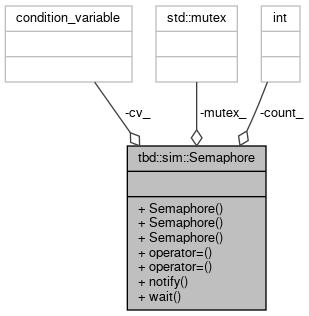 condition_variable
std::mutex
int
-cv_
-mutex_
-count_
tbd::sim::Semaphore
+ Semaphore()
+ Semaphore()
+ Semaphore()
+ operator=()
+ operator=()
+ notify()
+ wait()